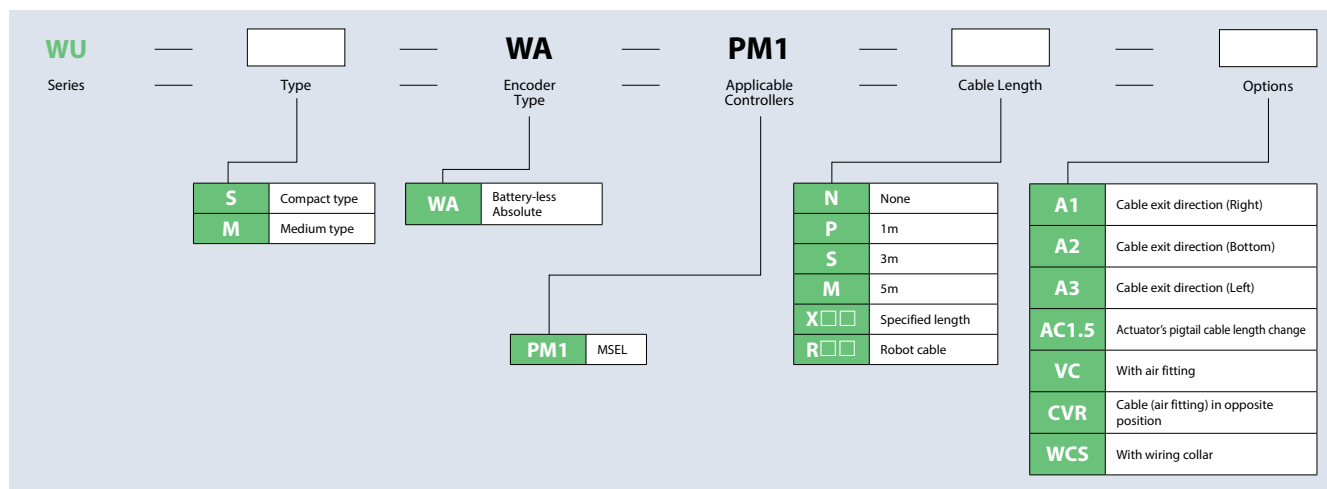 WU — — WA — PM1 — —
Series — Type — Encoder Type — Applicable Controllers — Cable Length — Options
S Compact type
M Medium type
WA Battery-less Absolute
PM1 MSEL
N None
P 1m
S 3m
M 5m
X□□ Specified length
R□□ Robot cable
A1 Cable exit direction (Right)
A2 Cable exit direction (Bottom)
A3 Cable exit direction (Left)
AC1.5 Actuator's pigtail cable length change
VC With air fitting
CVR Cable (air fitting) in opposite position
WCS With wiring collar